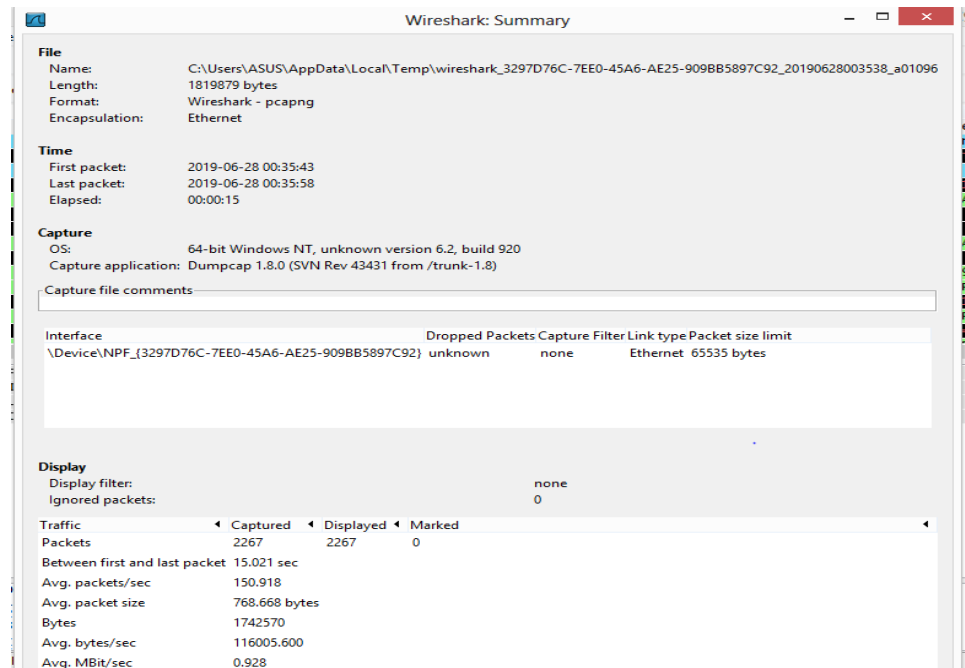 Wireshark: Summary
File
Name: C:\Users\ASUS\AppData\Local\Temp\wireshark_3297D76C-7EE0-45A6-AE25-909BB5897C92_20190628003538_a01096
Length: 1819879 bytes
Format: Wireshark - pcapng
Encapsulation: Ethernet
Time
First packet: 2019-06-28 00:35:43
Last packet: 2019-06-28 00:35:58
Elapsed: 00:00:15
Capture
OS: 64-bit Windows NT, unknown version 6.2, build 920
Capture application: Dumpcap 1.8.0 (SVN Rev 43431 from /trunk-1.8)
Capture file comments
Interface Dropped Packets Capture Filter Link type Packet size limit
\Device\NPF_{3297D76C-7EE0-45A6-AE25-909BB5897C92} unknown none Ethernet 65535 bytes
Display
Display filter: none
Ignored packets: 0
Traffic Captured Displayed Marked
Packets 2267 2267 0
Between first and last packet 15.021 sec
Avg. packets/sec 150.918
Avg. packet size 768.668 bytes
Bytes 1742570
Avg. bytes/sec 116005.600
Avg. MBit/sec 0.928